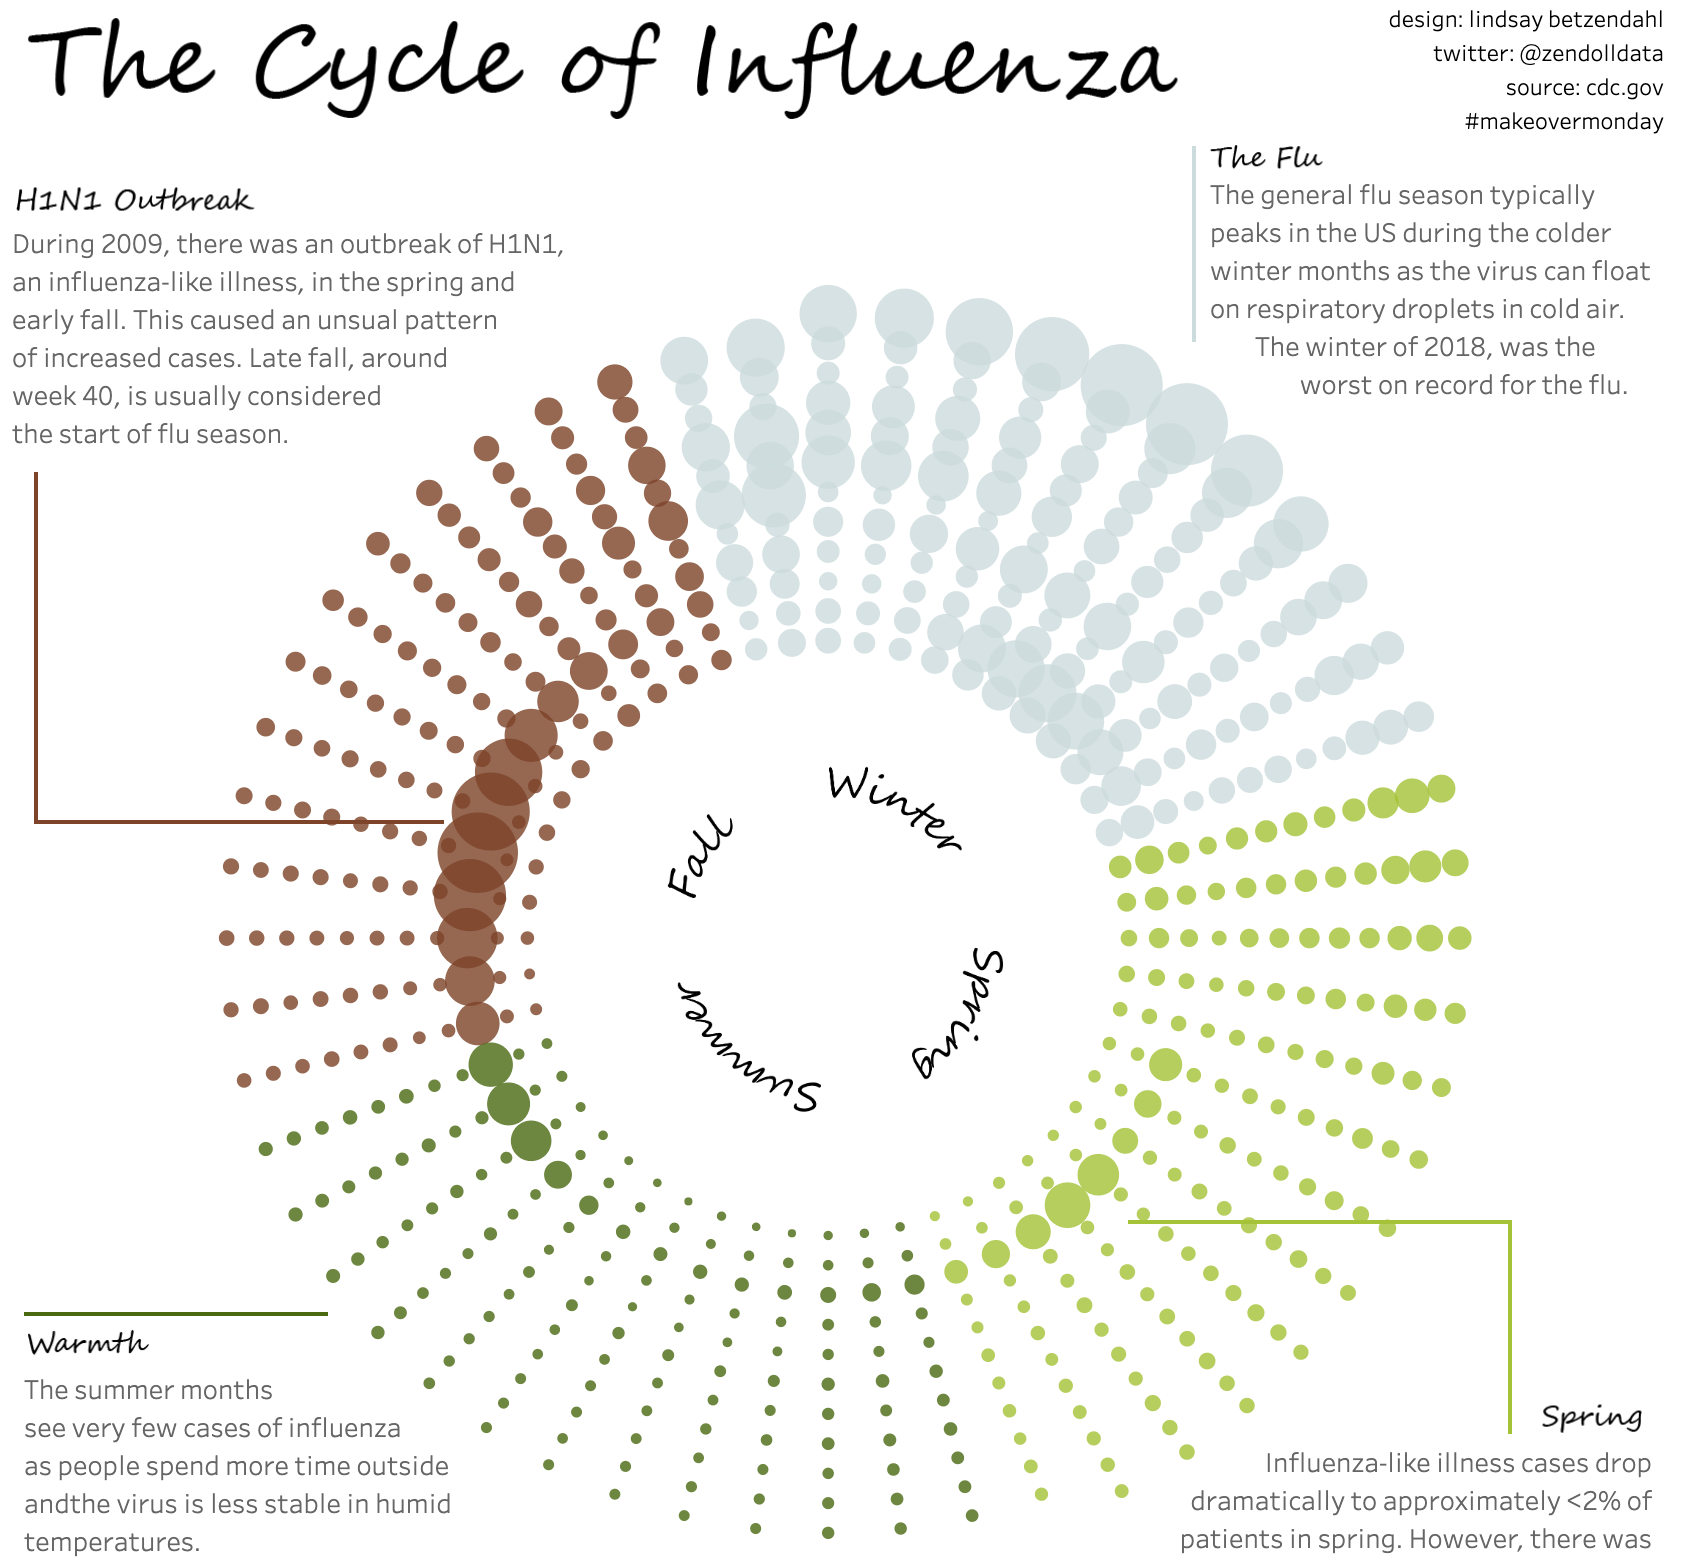 The Cycle of Influenza
design: lindsay betzendahl
twitter: @zendolldata
source: cdc.gov
#makeovermonday
The Flu
The general flu season typically
peaks in the US during the colder
winter months as the virus can float
on respiratory droplets in cold air.
The winter of 2018, was the
worst on record for the flu.
H1N1 Outbreak
During 2009, there was an outbreak of H1N1,
an influenza-like illness, in the spring and
early fall. This caused an unsual pattern
of increased cases. Late fall, around
week 40, is usually considered
the start of flu season.
Winter
Fall
Spring
Summer
Warmth
The summer months
see very few cases of influenza
as people spend more time outside
andthe virus is less stable in humid
temperatures.
Spring
Influenza-like illness cases drop
dramatically to approximately <2% of
patients in spring. However, there was